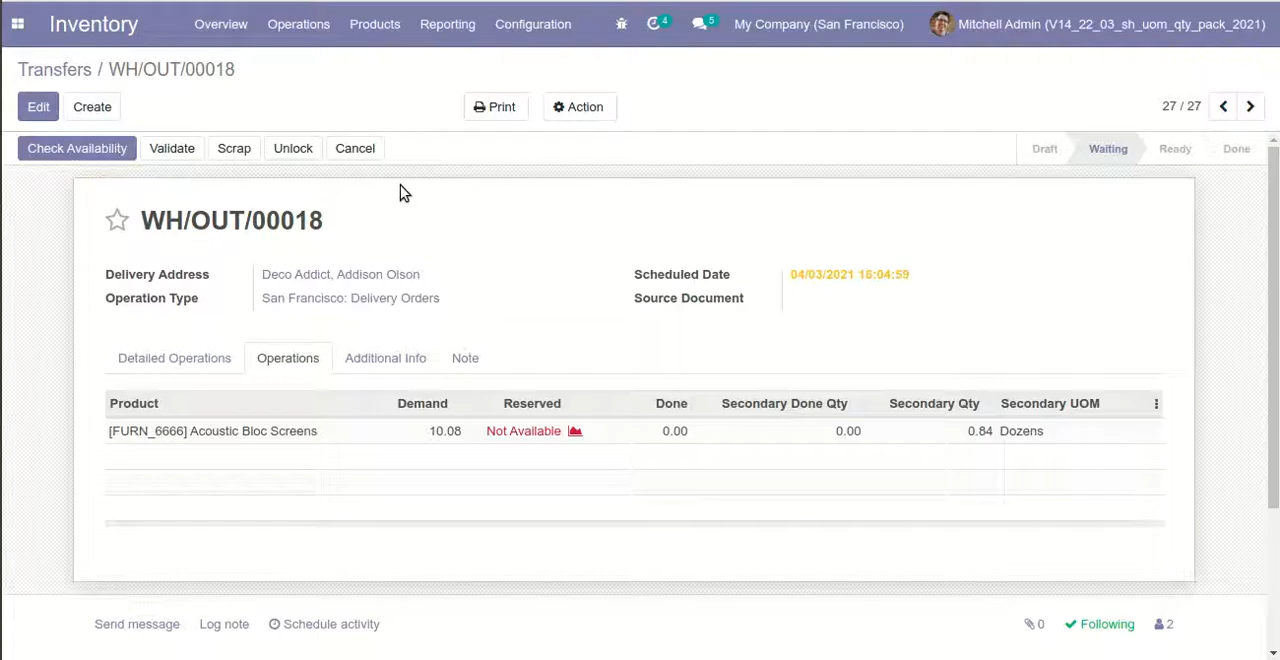 Inventory Overview Operations Products Reporting Configuration 4 5 My Company (San Francisco) Mitchell Admin (V14_22_03_sh_uom_qty_pack_2021)
Transfers / WH/OUT/00018
Edit Create Print Action 27 / 27
Check Availability Validate Scrap Unlock Cancel Draft Waiting Ready Done
WH/OUT/00018
Delivery Address Deco Addict, Addison Olson Scheduled Date 04/03/2021 16:04:59
Operation Type San Francisco: Delivery Orders Source Document
Detailed Operations Operations Additional Info Note
Product Demand Reserved Done Secondary Done Qty Secondary Qty Secondary UOM
[FURN_6666] Acoustic Bloc Screens 10.08 Not Available 0.00 0.00 0.84 Dozens
Send message Log note Schedule activity 0 Following 2